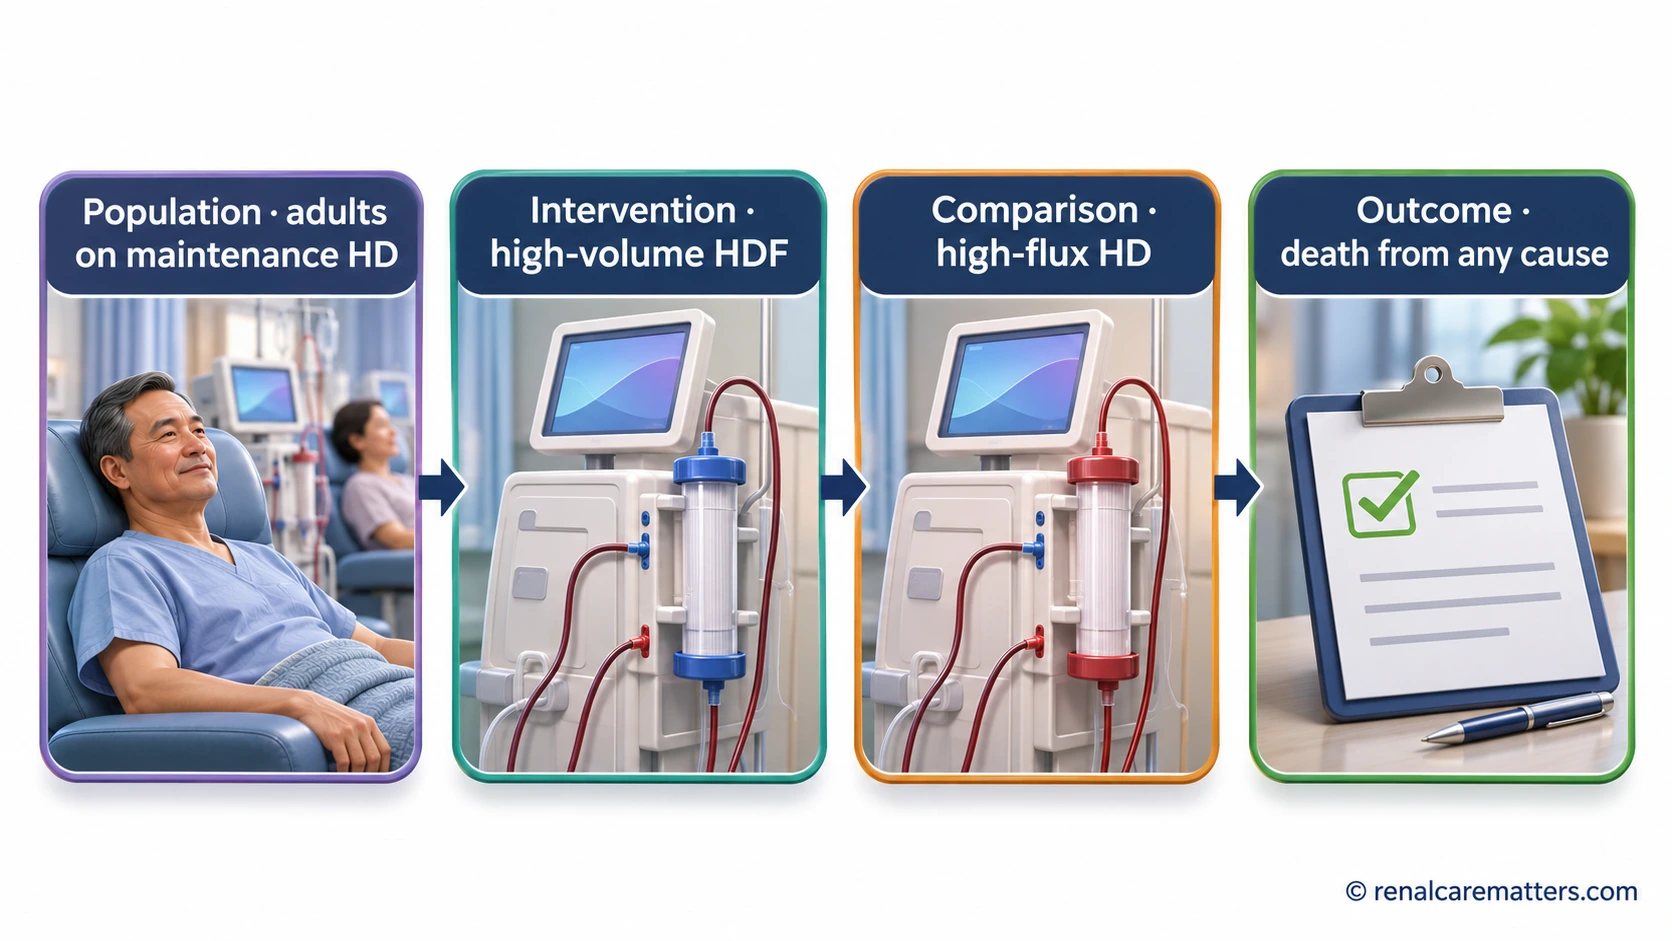 Population · adults
on maintenance HD
Intervention ·
high-volume HDF
Comparison ·
high-flux HD
Outcome ·
death from any cause
© renalcarematters.com